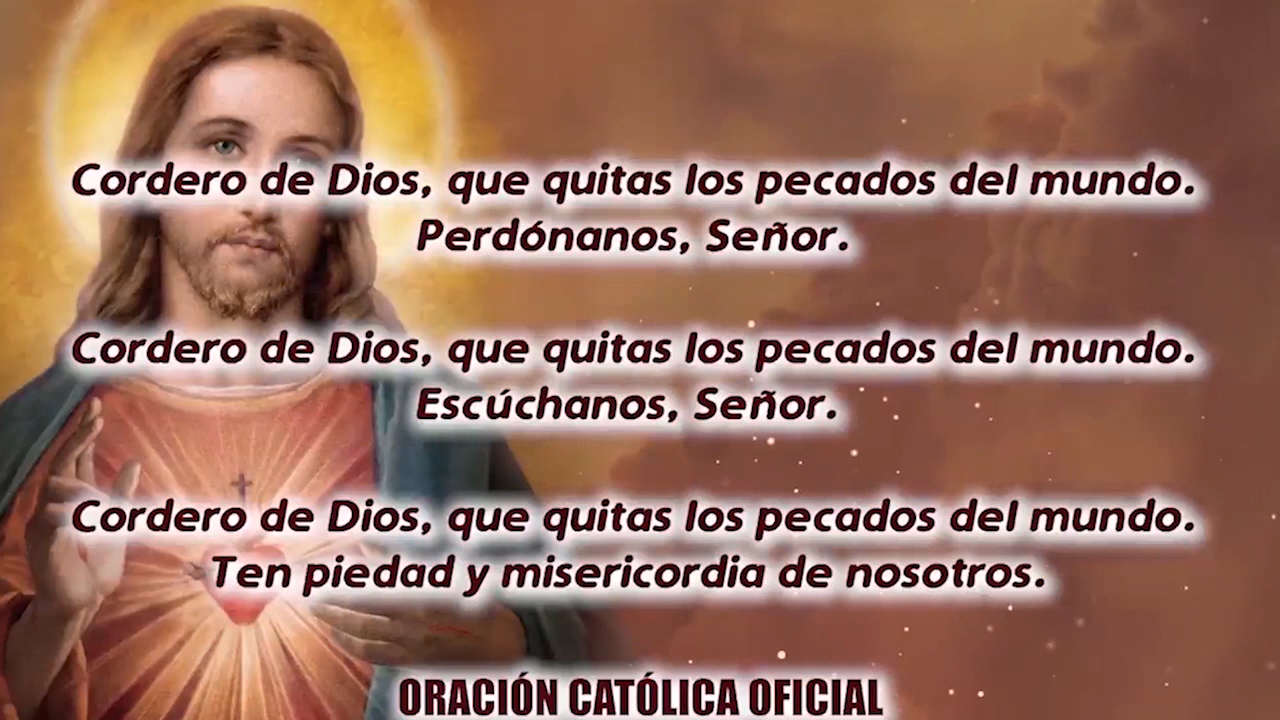 Cordero de Dios, que quitas los pecados del mundo.
Perdónanos, Señor.
Cordero de Dios, que quitas los pecados del mundo.
Escúchanos, Señor.
Cordero de Dios, que quitas los pecados del mundo.
Ten piedad y misericordia de nosotros.
ORACIÓN CATÓLICA OFICIAL